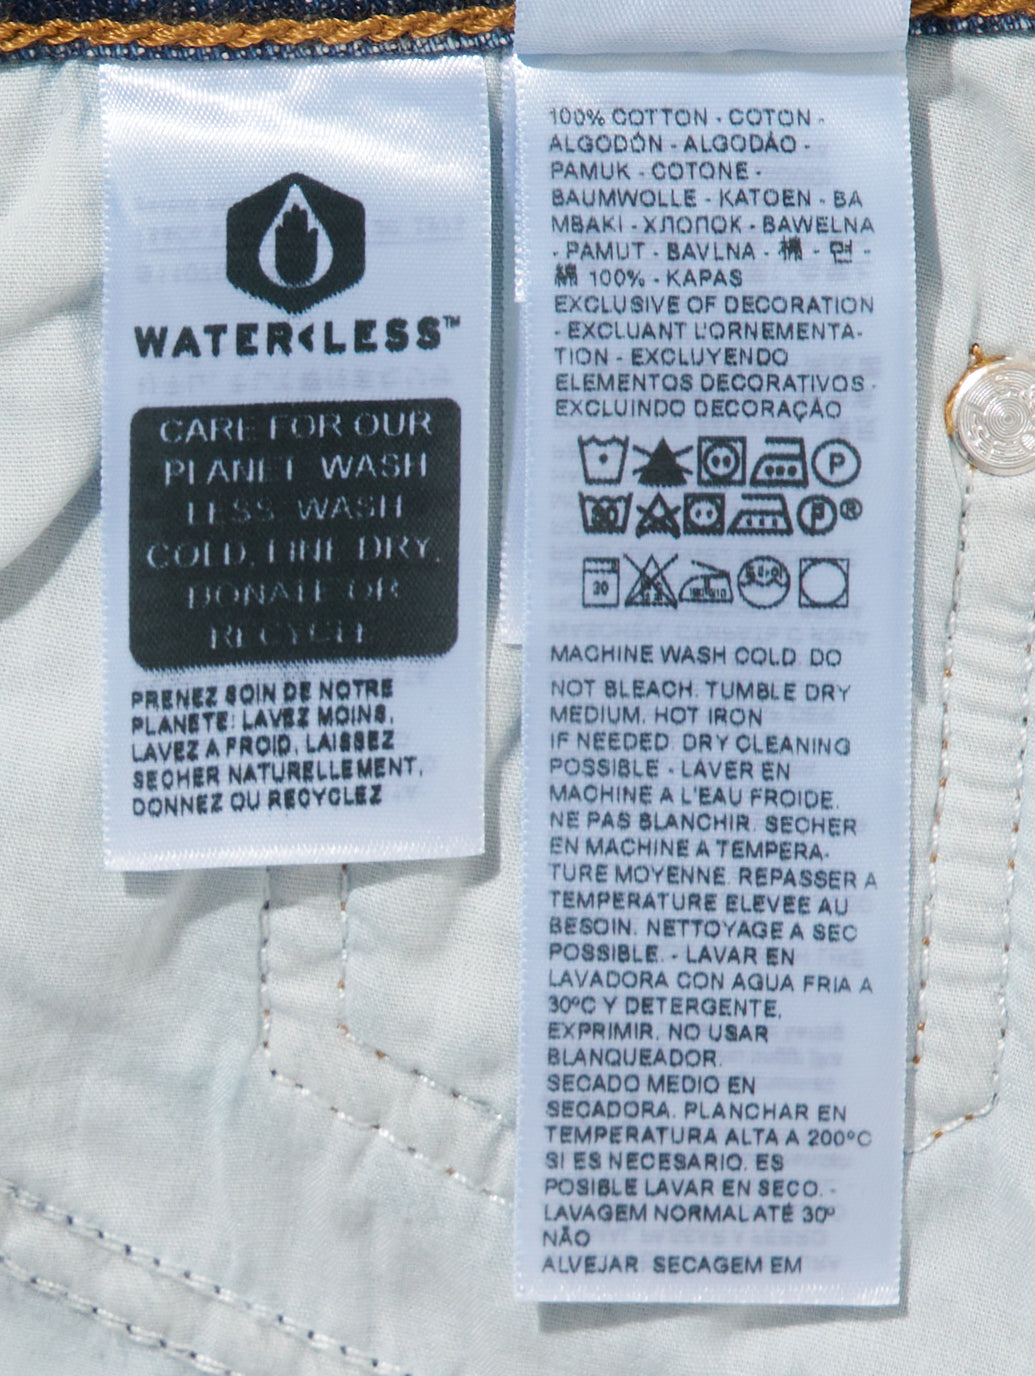 WATER<LESS™
CARE FOR OUR
PLANET WASH
LESS WASH
COLD, LINE DRY,
DONATE OR
RECYCLE
PRENEZ SOIN DE NOTRE
PLANETE: LAVEZ MOINS,
LAVEZ A FROID, LAISSEZ
SECHER NATURELLEMENT,
DONNEZ OU RECYCLEZ
100% COTTON - COTON -
ALGODÓN - ALGODÃO -
PAMUK - COTONE -
BAUMWOLLE - KATOEN - BA
MBAKI - ХЛОПОК - BAWELNA
- PAMUT - BAVLNA - 棉 - 면 -
綿 100% - KAPAS
EXCLUSIVE OF DECORATION
- EXCLUANT L'ORNEMENTA-
TION - EXCLUYENDO
ELEMENTOS DECORATIVOS -
EXCLUINDO DECORAÇÃO
P
P ®
30
MACHINE WASH COLD. DO
NOT BLEACH. TUMBLE DRY
MEDIUM. HOT IRON
IF NEEDED. DRY CLEANING
POSSIBLE - LAVER EN
MACHINE A L'EAU FROIDE.
NE PAS BLANCHIR. SECHER
EN MACHINE A TEMPERA-
TURE MOYENNE. REPASSER A
TEMPERATURE ELEVEE AU
BESOIN. NETTOYAGE A SEC
POSSIBLE. - LAVAR EN
LAVADORA CON AGUA FRIA A
30ºC Y DETERGENTE,
EXPRIMIR. NO USAR
BLANQUEADOR.
SECADO MEDIO EN
SECADORA. PLANCHAR EN
TEMPERATURA ALTA A 200ºC
SI ES NECESARIO. ES
POSIBLE LAVAR EN SECO. -
LAVAGEM NORMAL ATÉ 30º
NÃO
ALVEJAR. SECAGEM EM